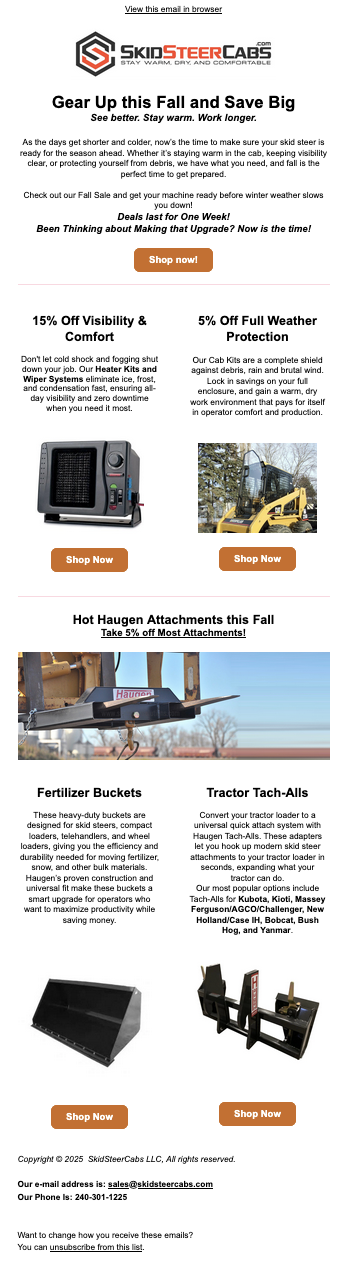 View this email in browser
SKIDSTEERCABS.com
STAY WARM, DRY, AND COMFORTABLE
Gear Up this Fall and Save Big
See better. Stay warm. Work longer.
As the days get shorter and colder, now's the time to make sure your skid steer is
ready for the season ahead. Whether it's staying warm in the cab, keeping visibility
clear, or protecting yourself from debris, we have what you need, and fall is the
perfect time to get prepared.
Check out our Fall Sale and get your machine ready before winter weather slows
you down!
Deals last for One Week!
Been Thinking about Making that Upgrade? Now is the time!
Shop now!
15% Off Visibility &
Comfort
Don't let cold shock and fogging shut
down your job. Our Heater Kits and
Wiper Systems eliminate ice, frost,
and condensation fast, ensuring all-
day visibility and zero downtime
when you need it most.
Shop Now
5% Off Full Weather
Protection
Our Cab Kits are a complete shield
against debris, rain and brutal wind.
Lock in savings on your full
enclosure, and gain a warm, dry
work environment that pays for itself
in operator comfort and production.
Shop Now
Hot Haugen Attachments this Fall
Take 5% off Most Attachments!
Haugen
Fertilizer Buckets
These heavy-duty buckets are
designed for skid steers, compact
loaders, telehandlers, and wheel
loaders, giving you the efficiency and
durability needed for moving fertilizer,
snow, and other bulk materials.
Haugen's proven construction and
universal fit make these buckets a
smart upgrade for operators who
want to maximize productivity while
saving money.
Shop Now
Tractor Tach-Alls
Convert your tractor loader to a
universal quick attach system with
Haugen Tach-Alls. These adapters
let you hook up modern skid steer
attachments to your tractor loader in
seconds, expanding what your
tractor can do.
Our most popular options include
Tach-Alls for Kubota, Kioti, Massey
Ferguson/AGCO/Challenger, New
Holland/Case IH, Bobcat, Bush
Hog, and Yanmar.
Shop Now
Copyright © 2025 SkidSteerCabs LLC, All rights reserved.
Our e-mail address is: sales@skidsteercabs.com
Our Phone Is: 240-301-1225
Want to change how you receive these emails?
You can unsubscribe from this list.